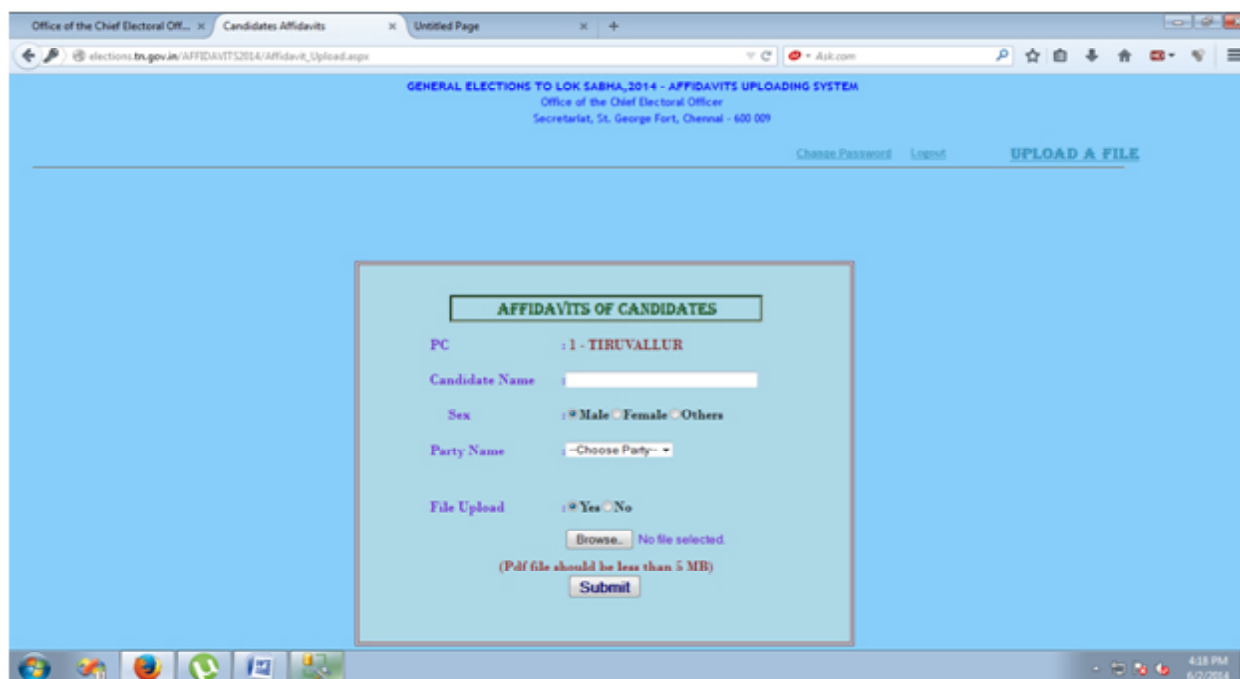 Office of the Chief Electoral Off... × Candidates Affidavits × Untitled Page × +
elections.tn.gov.in/AFFIDAVITS2014/Affidavit_Upload.aspx Ask.com
GENERAL ELECTIONS TO LOK SABHA,2014 - AFFIDAVITS UPLOADING SYSTEM
Office of the Chief Electoral Officer
Secretariat, St. George Fort, Chennai - 600 009
Change Password Logout UPLOAD A FILE
AFFIDAVITS OF CANDIDATES
PC : 1 - TIRUVALLUR
Candidate Name :
Sex : Male Female Others
Party Name : --Choose Party--
File Upload : Yes No
Browse.. No file selected.
(Pdf file should be less than 5 MB)
Submit
4:18 PM
6/2/2014